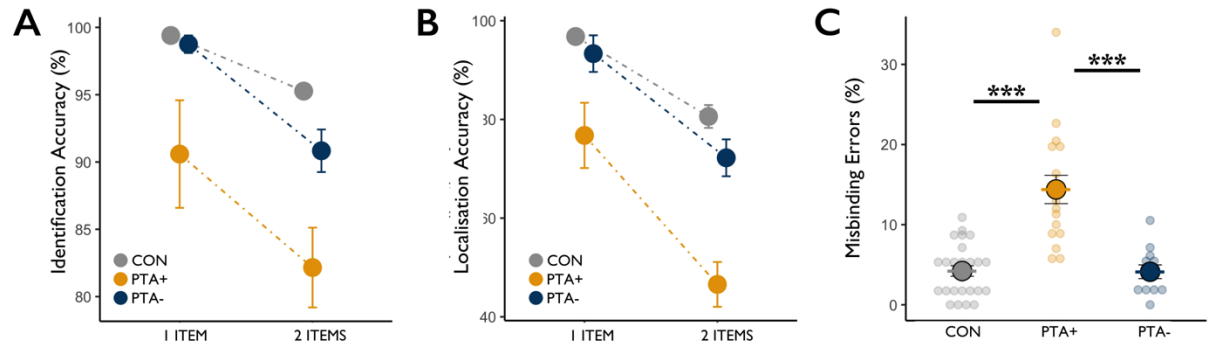 A
Identification Accuracy (%)
100
95
90
85
80
CON
PTA+
PTA-
1 ITEM
2 ITEMS
B
Localisation Accuracy (%)
100
40
CON
PTA+
PTA-
1 ITEM
2 ITEMS
C
Misbinding Errors (%)
30
20
10
0
***
***
CON
PTA+
PTA-